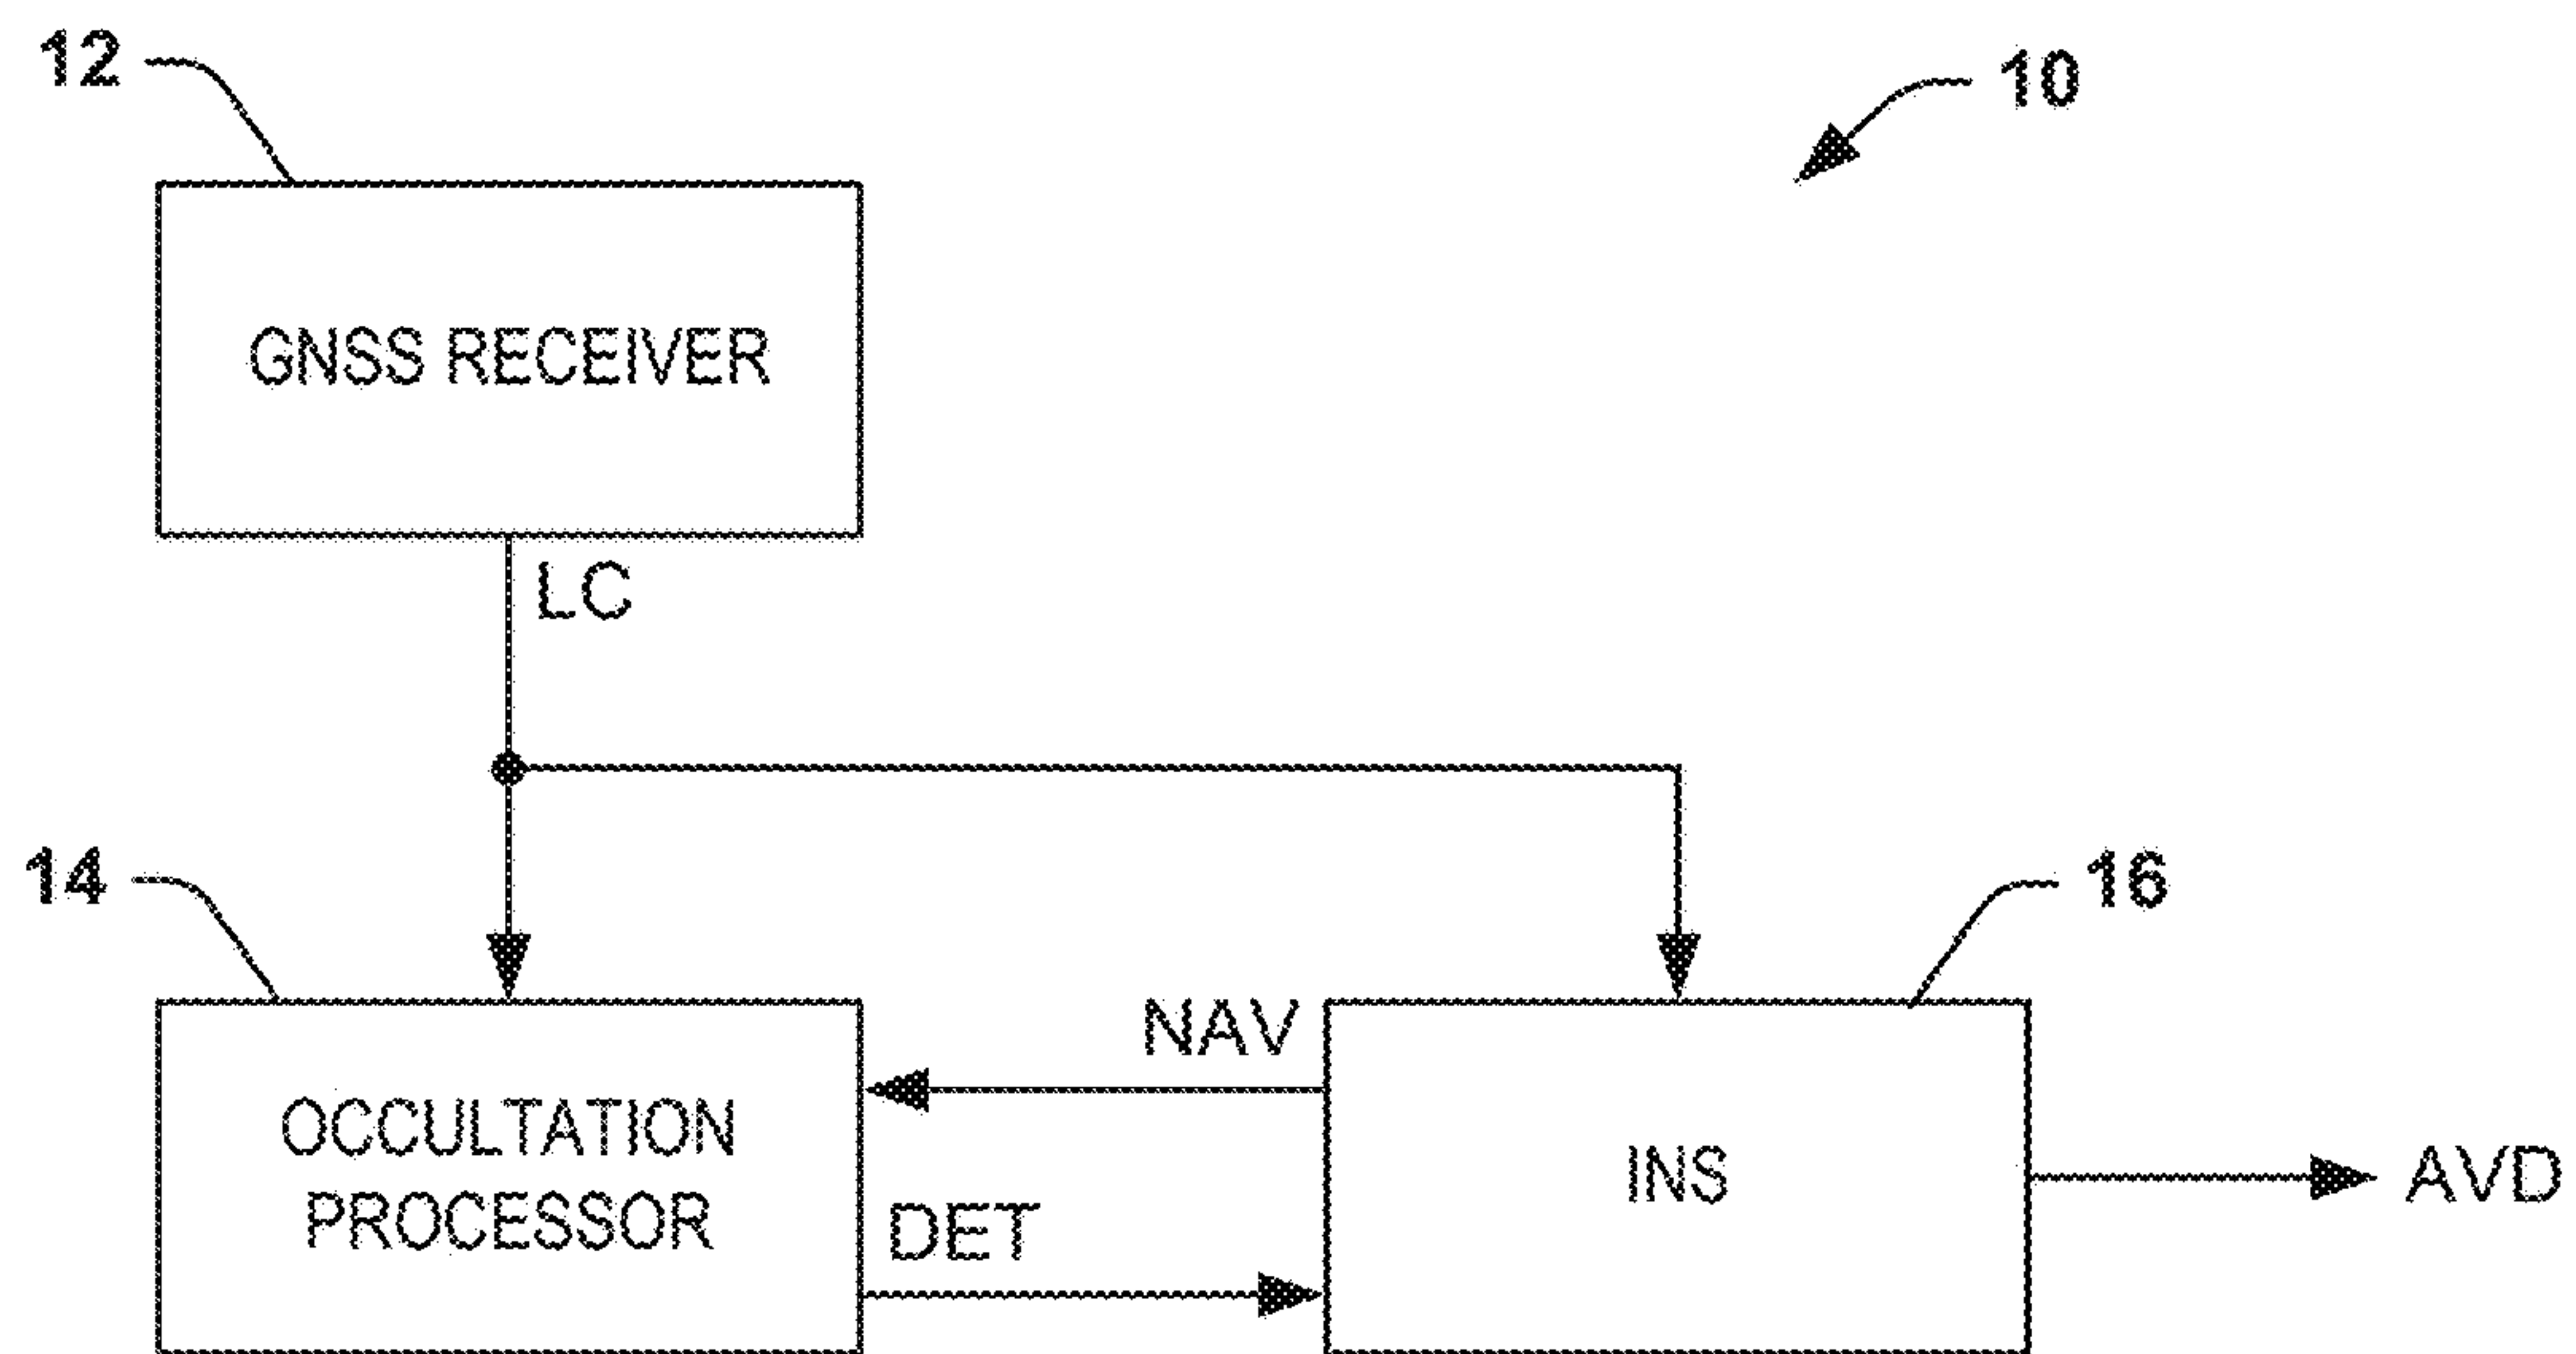 12
10
GNSS RECEIVER
LC
14
16
NAV
OCCULTATION
PROCESSOR
INS
AVD
DET